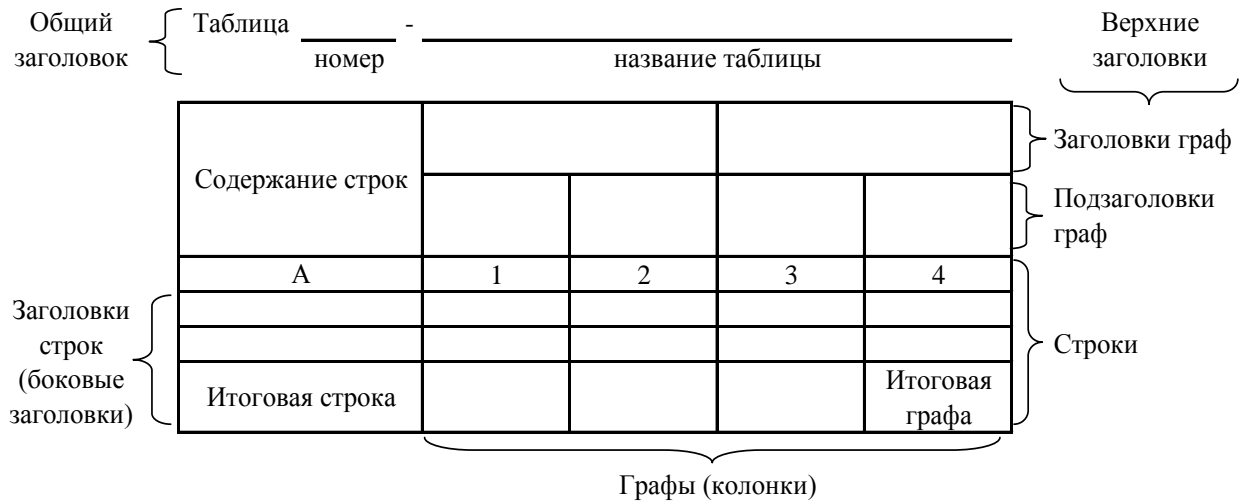 Общий
заголовок
Таблица -
номер
название таблицы
Верхние
заголовки
Заголовки граф
Содержание строк
Подзаголовки
граф
А 1 2 3 4
Заголовки
строк
(боковые
заголовки)
Строки
Итоговая строка
Итоговая
графа
Графы (колонки)